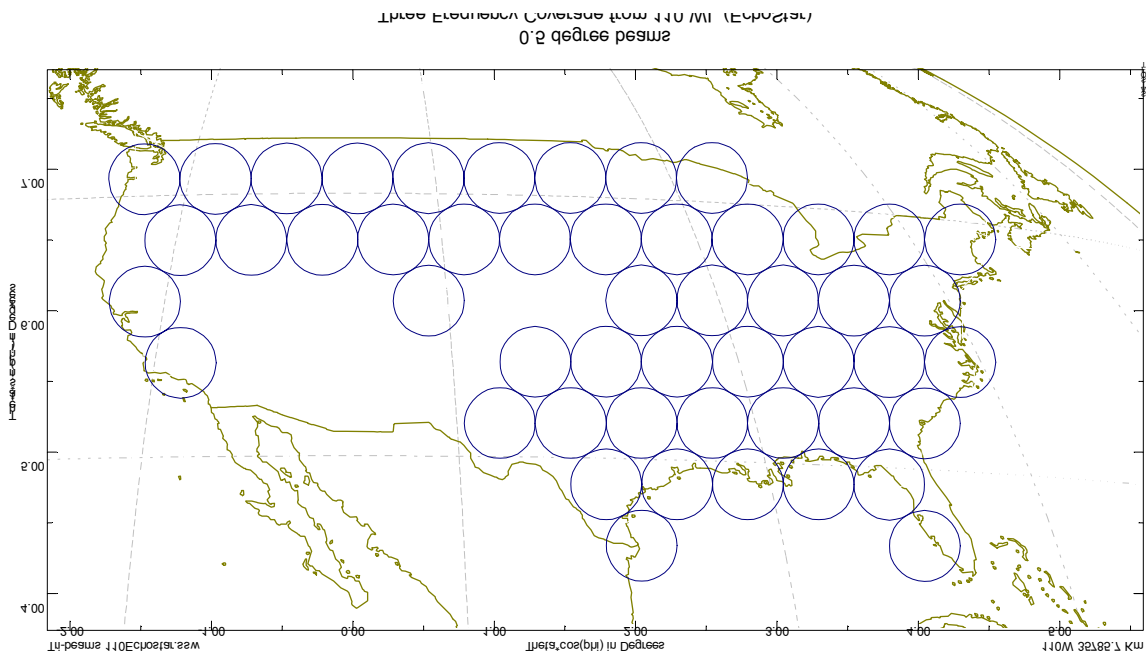 Three Frequency Coverage from 110 WL (EchoStar)
0.5 degree beams
7.00
6.00
5.00
4.00
-2.00
-1.00
0.00
1.00
2.00
3.00
4.00
5.00
Tri-beams 110Echostar.ssw
Theta*cos(phi) in Degrees
110W 35785.7 Km